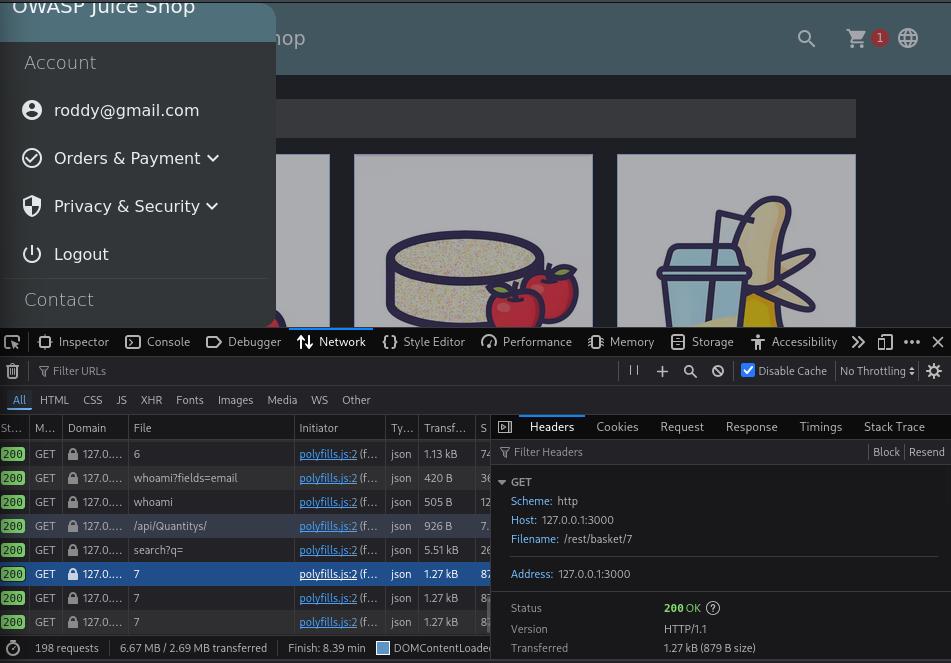 OWASP Juice Shop
hop
1
Account
roddy@gmail.com
Orders & Payment
Privacy & Security
Logout
Contact
Inspector Console Debugger Network Style Editor Performance Memory Storage Accessibility
Filter URLs
Disable Cache No Throttling
All HTML CSS JS XHR Fonts Images Media WS Other
St... M... Domain File Initiator Ty... Transf... S
Headers Cookies Request Response Timings Stack Trace
Filter Headers Block Resend
200 GET 127.0.... 6 polyfills.js:2 (f... json 1.13 kB 74
200 GET 127.0.... whoami?fields=email polyfills.js:2 (f... json 420 B 36
200 GET 127.0.... whoami polyfills.js:2 (f... json 505 B 12
200 GET 127.0.... /api/Quantitys/ polyfills.js:2 (f... json 926 B 7.
200 GET 127.0.... search?q= polyfills.js:2 (f... json 5.51 kB 26
200 GET 127.0.... 7 polyfills.js:2 (f... json 1.27 kB 87
200 GET 127.0.... 7 polyfills.js:2 (f... json 1.27 kB 87
200 GET 127.0.... 7 polyfills.js:2 (f... json 1.27 kB 87
GET
Scheme: http
Host: 127.0.0.1:3000
Filename: /rest/basket/7
Address: 127.0.0.1:3000
Status 200 OK ?
Version HTTP/1.1
Transferred 1.27 kB (879 B size)
198 requests 6.67 MB / 2.69 MB transferred Finish: 8.39 min DOMContentLoade